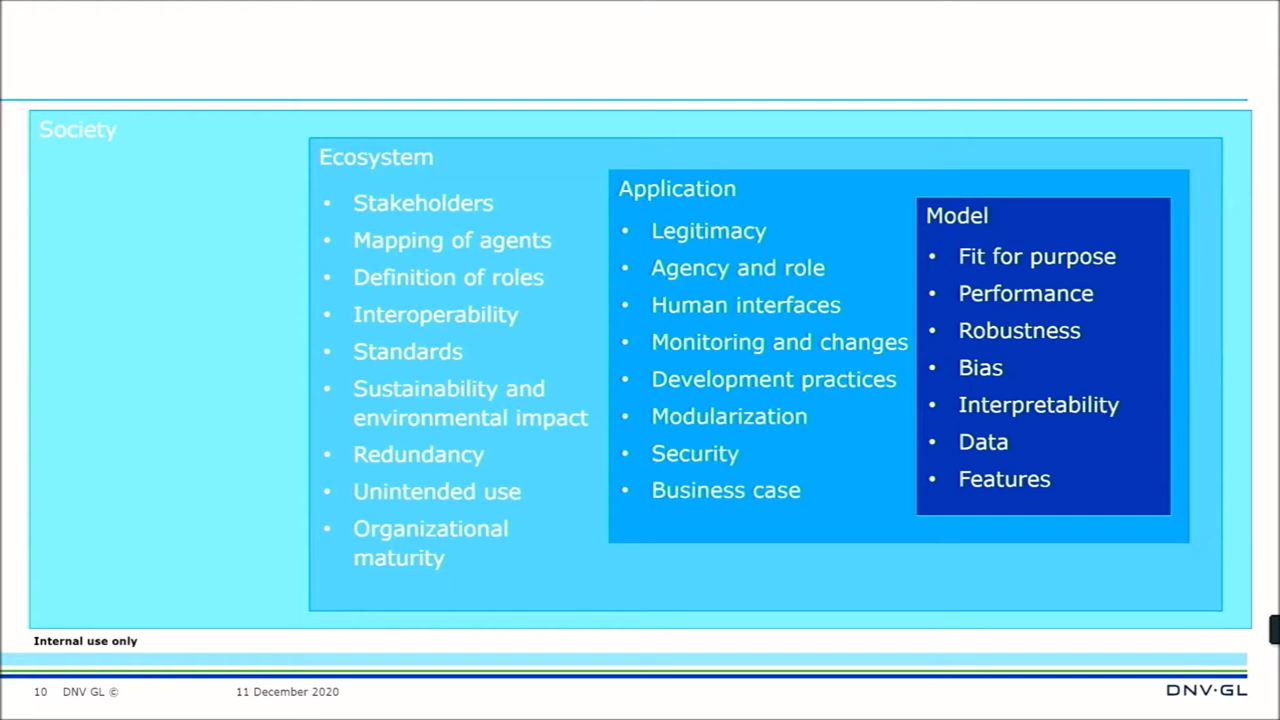 Society
Ecosystem
• Stakeholders
• Mapping of agents
• Definition of roles
• Interoperability
• Standards
• Sustainability and
environmental impact
• Redundancy
• Unintended use
• Organizational
maturity
Application
• Legitimacy
• Agency and role
• Human interfaces
• Monitoring and changes
• Development practices
• Modularization
• Security
• Business case
Model
• Fit for purpose
• Performance
• Robustness
• Bias
• Interpretability
• Data
• Features
Internal use only
10 DNV GL © 11 December 2020
DNV·GL